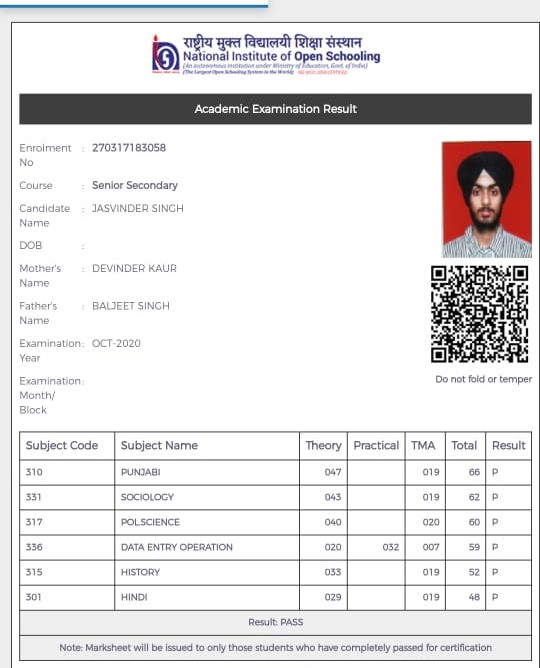 राष्ट्रीय मुक्त विद्यालयी शिक्षा संस्थान
National Institute of Open Schooling
(An autonomous institution under Ministry of Education, Govt. of India)
(The Largest Open Schooling System in the World)
Academic Examination Result
Enrolment No : 270317183058
Course : Senior Secondary
Candidate Name : JASVINDER SINGH
DOB :
Mother's Name : DEVINDER KAUR
Father's Name : BALJEET SINGH
Examination Year : OCT-2020
Examination Month/ Block :
Do not fold or temper
Subject Code Subject Name Theory Practical TMA Total Result
310 PUNJABI 047 019 66 P
331 SOCIOLOGY 043 019 62 P
317 POLSCIENCE 040 020 60 P
336 DATA ENTRY OPERATION 020 032 007 59 P
315 HISTORY 033 019 52 P
301 HINDI 029 019 48 P
Result: PASS
Note: Marksheet will be issued to only those students who have completely passed for certification